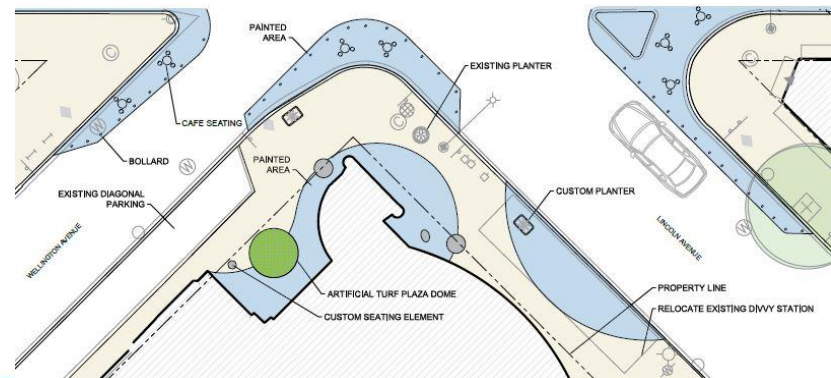 PAINTED
AREA
EXISTING PLANTER
C
C
C
CAFE SEATING
W
BOLLARD
W
PAINTED
AREA
EXISTING DIAGONAL
PARKING
CUSTOM PLANTER
WELLINGTON AVENUE
LINCOLN AVENUE
W
PROPERTY LINE
ARTIFICIAL TURF PLAZA DOME
RELOCATE EXISTING DIVVY STATION
CUSTOM SEATING ELEMENT